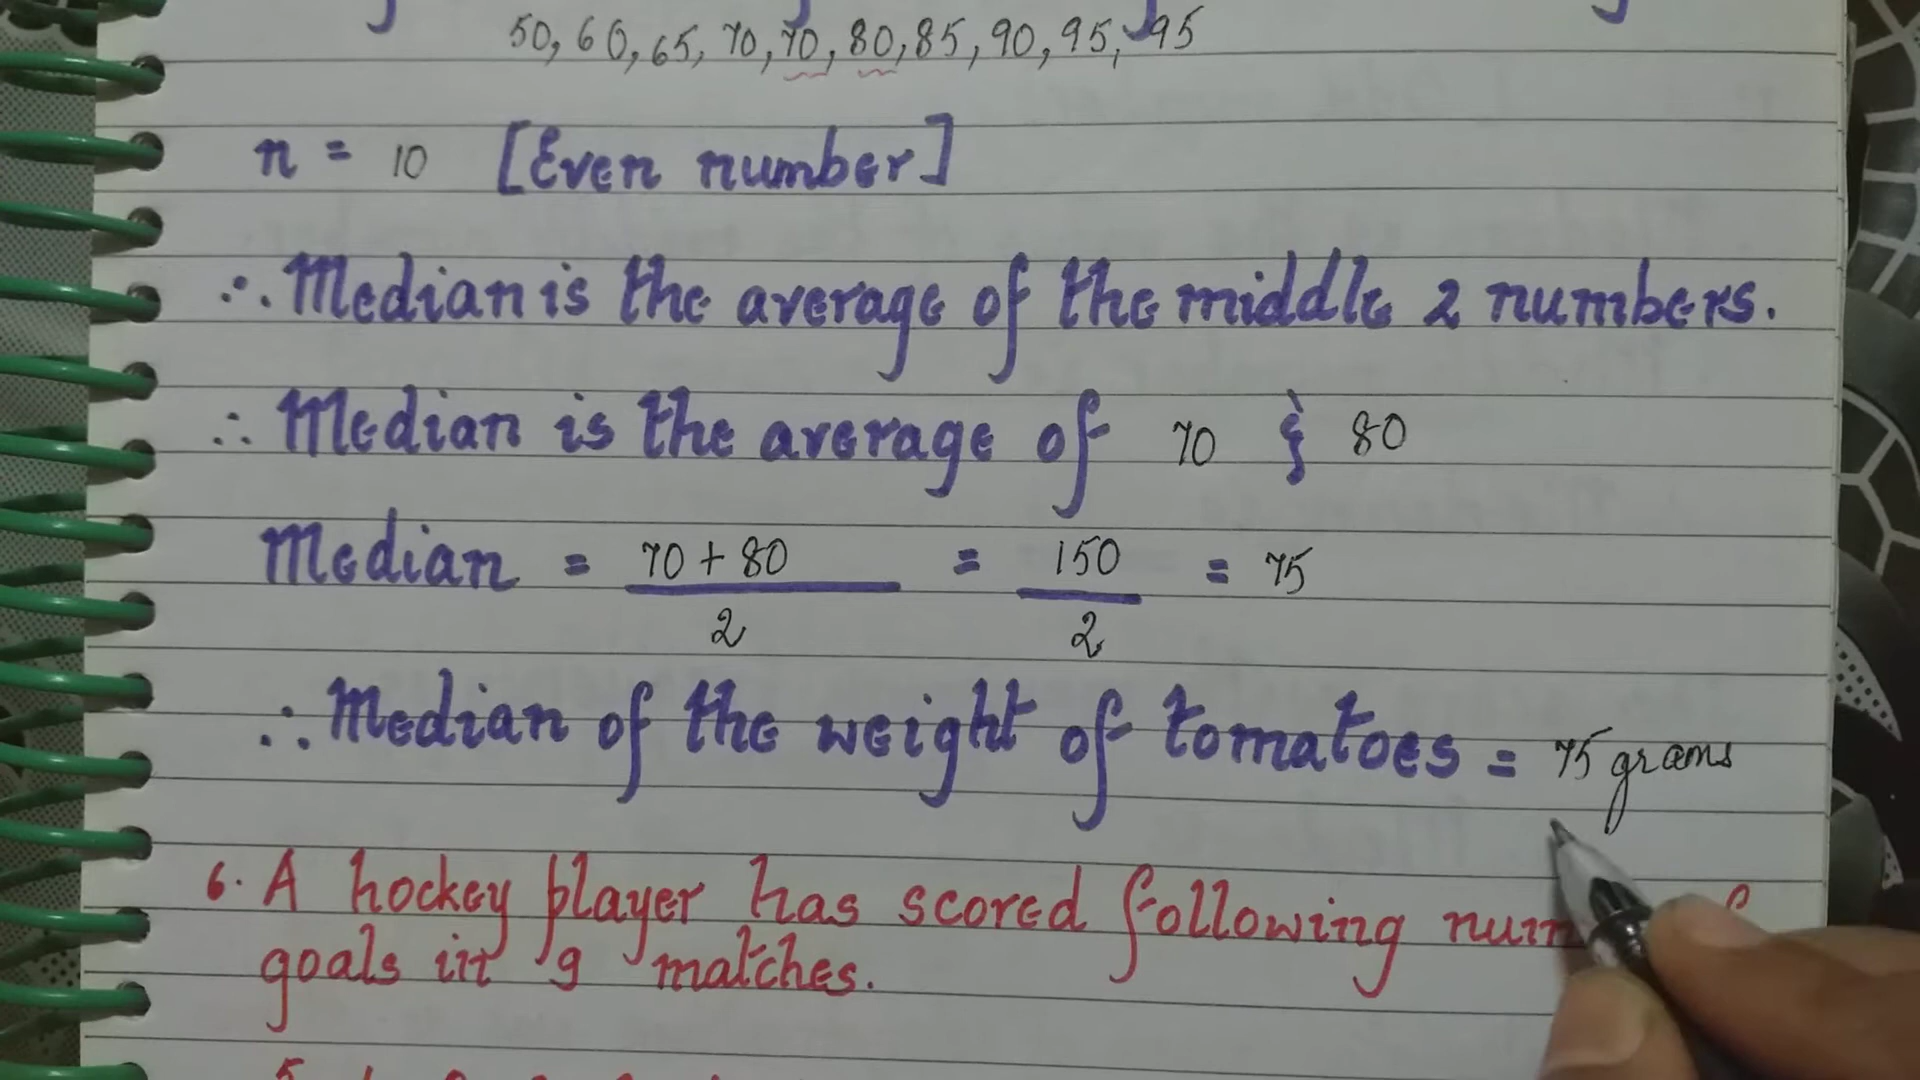 50, 60, 65, 70, 70, 80, 85, 90, 95, 95
n = 10 [Even number]
∴ Median is the average of the middle 2 numbers.
∴ Median is the average of 70 & 80
Median = 70 + 80 / 2 = 150 / 2 = 75
∴ Median of the weight of tomatoes = 75 grams
6. A hockey player has scored following
goals in 9 matches.